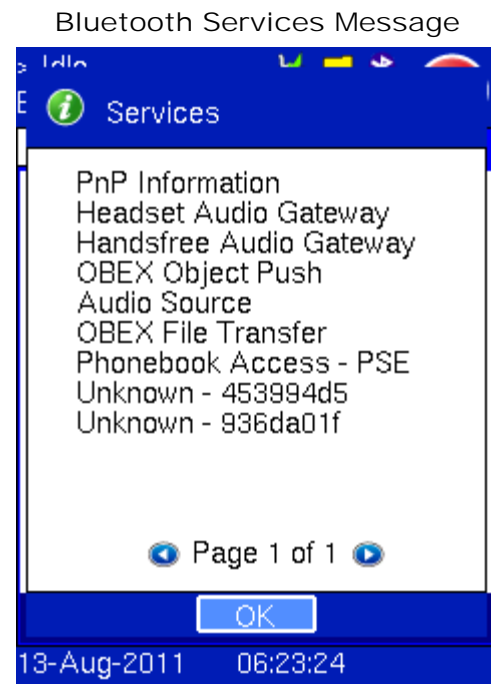 Bluetooth Services Message
Idle
Services
PnP Information
Headset Audio Gateway
Handsfree Audio Gateway
OBEX Object Push
Audio Source
OBEX File Transfer
Phonebook Access - PSE
Unknown - 453994d5
Unknown - 936da01f
Page 1 of 1
OK
13-Aug-2011 06:23:24